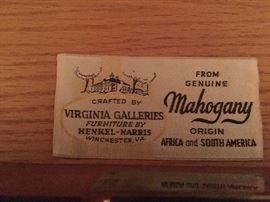 CRAFTED BY
VIRGINIA GALLERIES
FURNITURE BY
HENKEL-HARRIS
WINCHESTER, VA.
FROM
GENUINE
Mahogany
ORIGIN
AFRICA and SOUTH AMERICA